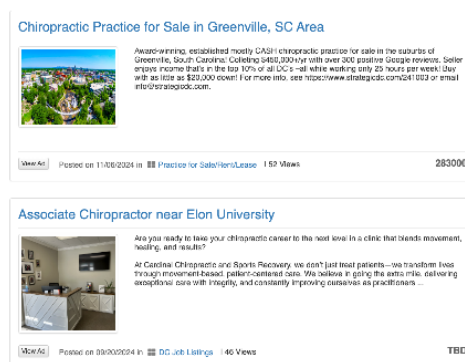 Chiropractic Practice for Sale in Greenville, SC Area
Award-winning, established mostly CASH chiropractic practice for sale in the suburbs of
Greenville, South Carolina! Colleting $450,000+/yr with over 300 positive Google reviews. Seller
enjoys income that's in the top 10% of all DC's –all while working only 25 hours per week! Buy
with as little as $20,000 down! For more info, see https://www.strategicdc.com/241003 or email
info@strategicdc.com.
View Ad Posted on 11/06/2024 in Practice for Sale/Rent/Lease | 52 Views 283000
Associate Chiropractor near Elon University
Are you ready to take your chiropractic career to the next level in a clinic that blends movement,
healing, and results?
At Cardinal Chiropractic and Sports Recovery, we don't just treat patients—we transform lives
through movement-based, patient-centered care. We believe in going the extra mile, delivering
exceptional care with integrity, and constantly improving ourselves as practitioners ...
View Ad Posted on 09/20/2024 in DC Job Listings | 46 Views TBD